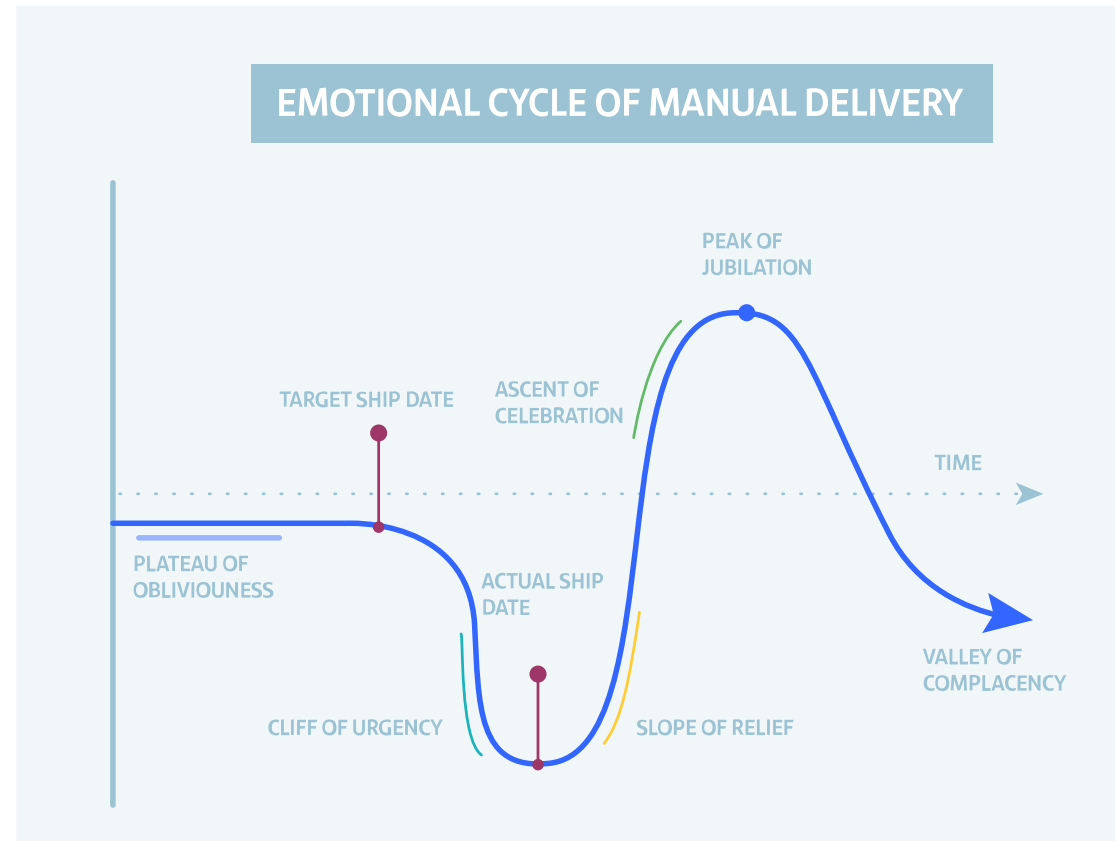 EMOTIONAL CYCLE OF MANUAL DELIVERY
PEAK OF
JUBILATION
TARGET SHIP DATE
ASCENT OF
CELEBRATION
TIME
PLATEAU OF
OBLIVIOUNESS
ACTUAL SHIP
DATE
VALLEY OF
COMPLACENCY
CLIFF OF URGENCY
SLOPE OF RELIEF